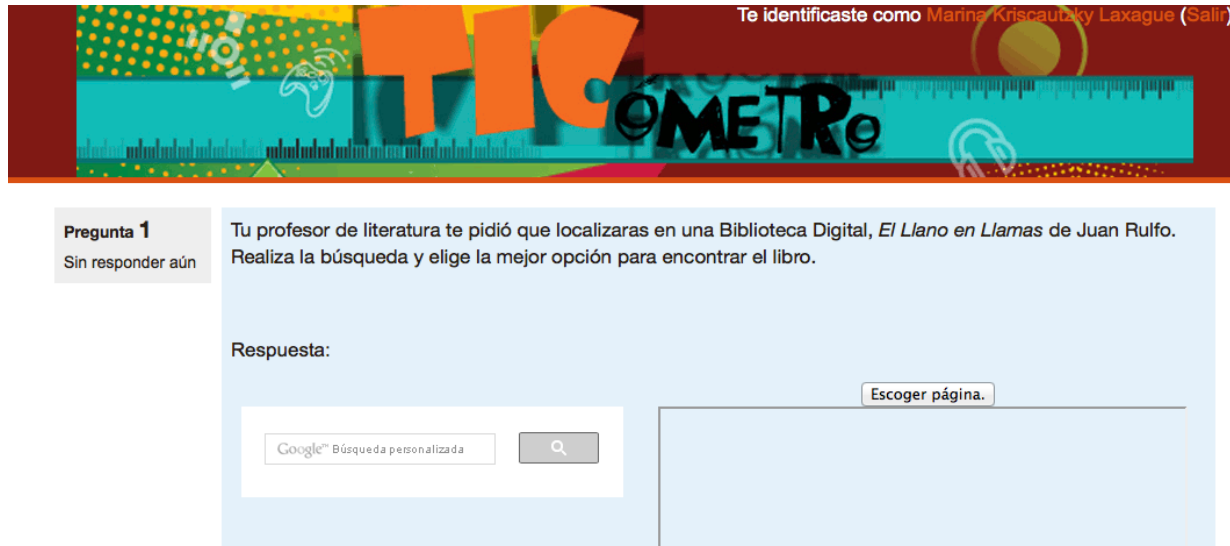 Te identificaste como Marina Kriscautzky Laxague (Salir)
TICÓMETRO
Pregunta 1
Sin responder aún
Tu profesor de literatura te pidió que localizaras en una Biblioteca Digital, El Llano en Llamas de Juan Rulfo.
Realiza la búsqueda y elige la mejor opción para encontrar el libro.
Respuesta:
Escoger página.
Google™ Búsqueda personalizada